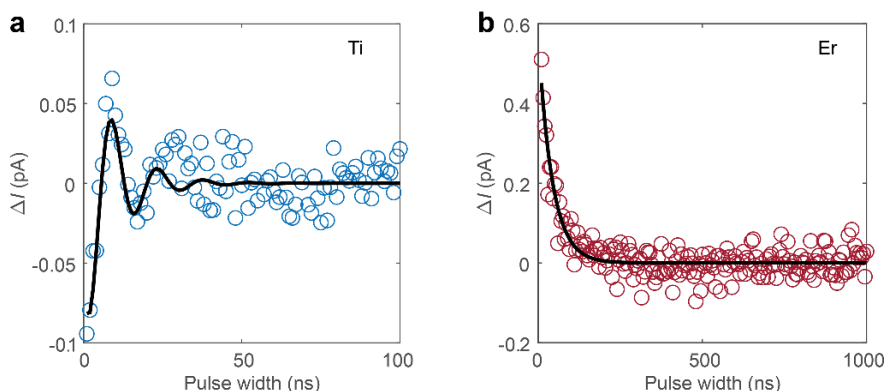 a
Ti
0.1
0.05
0
-0.05
-0.1
ΔI (pA)
0
50
100
Pulse width (ns)
b
Er
0.6
0.4
0.2
0
-0.2
ΔI (pA)
0
500
1000
Pulse width (ns)